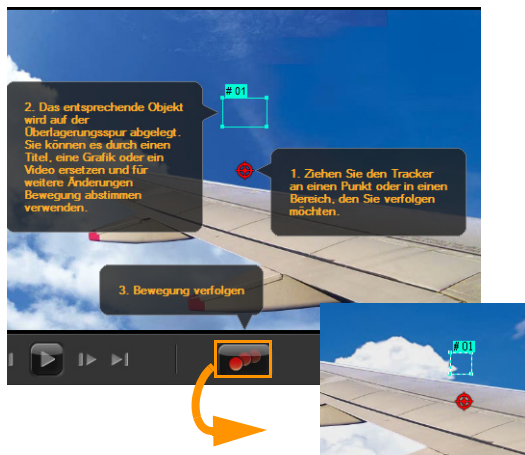 # 01
2. Das entsprechende Objekt
wird auf der
Überlagerungsspur abgelegt.
Sie können es durch einen
Titel, eine Grafik oder ein
Video ersetzen und für
weitere Änderungen
Bewegung abstimmen
verwenden.
1. Ziehen Sie den Tracker
an einen Punkt oder in einen
Bereich, den Sie verfolgen
möchten.
3. Bewegung verfolgen
# 01